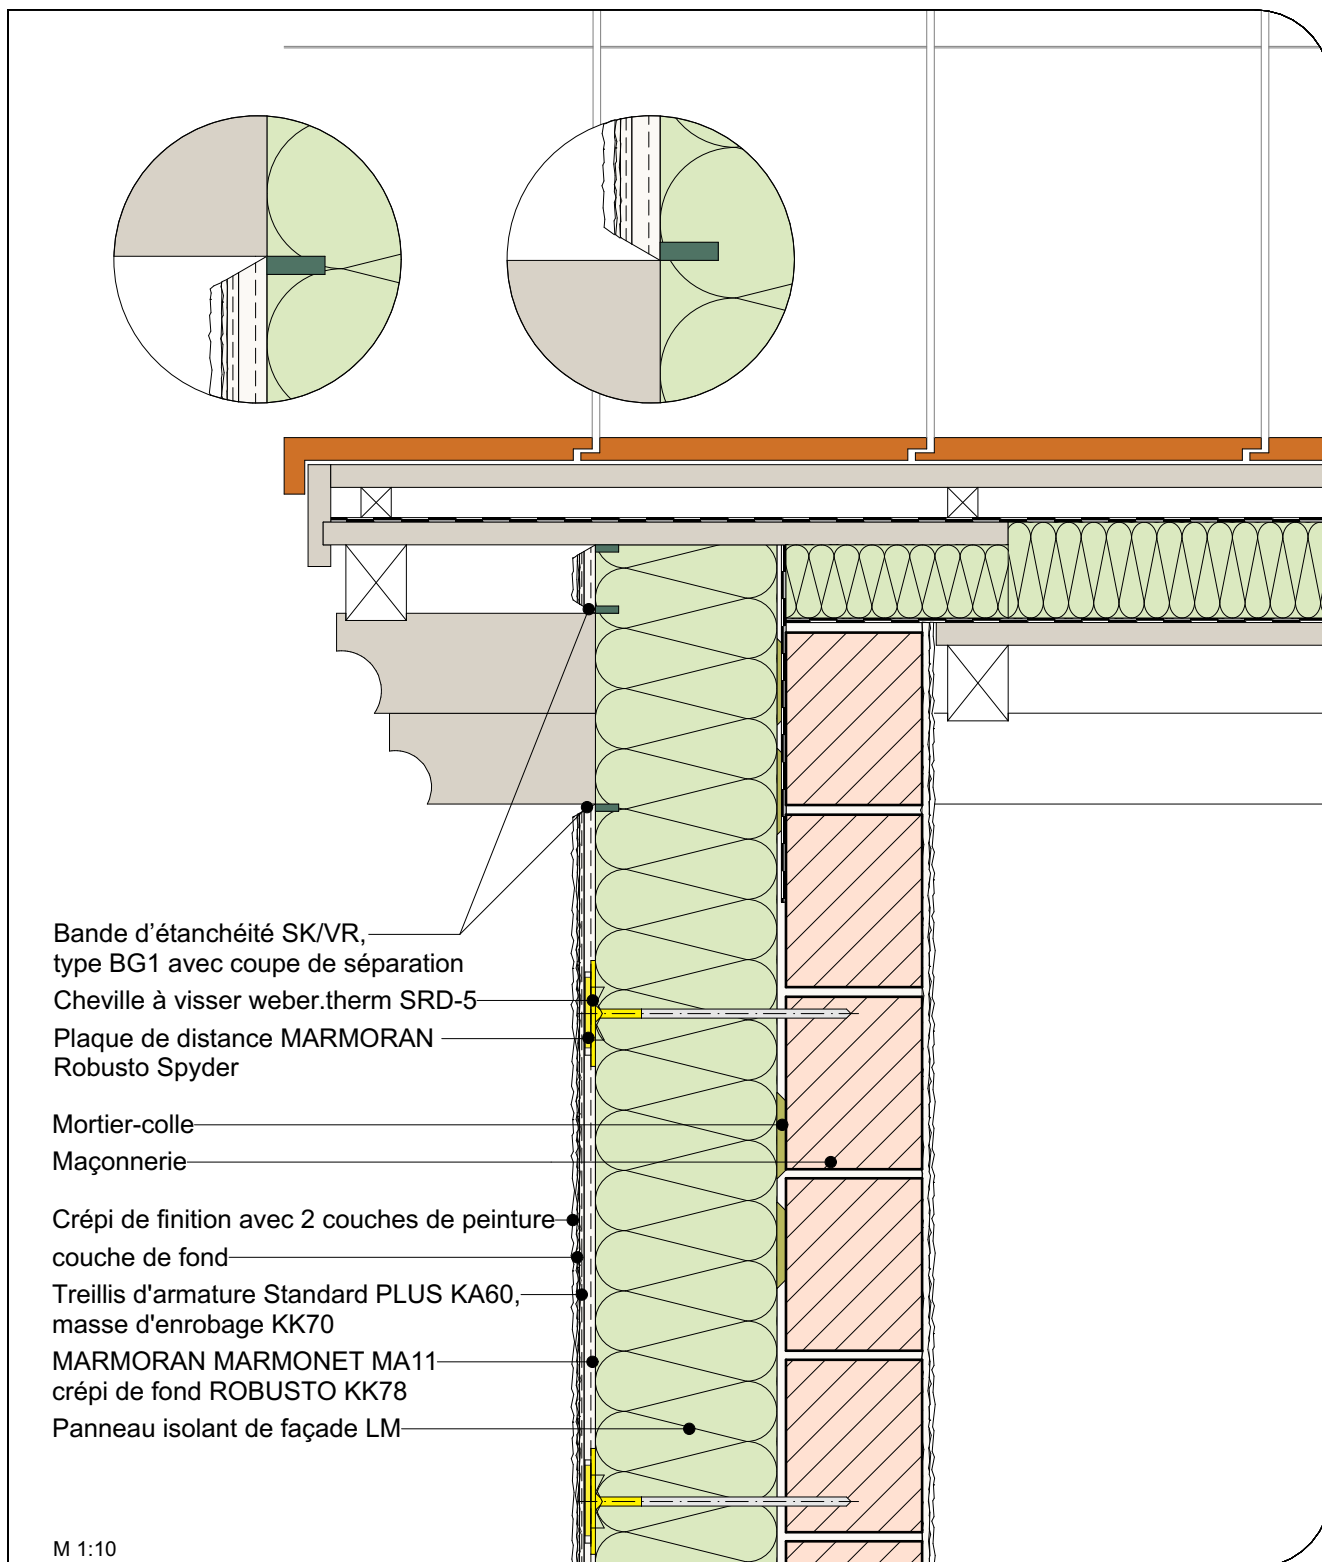 Bande d’étanchéité SK/VR,
type BG1 avec coupe de séparation
Cheville à visser weber.therm SRD-5
Plaque de distance MARMORAN
Robusto Spyder
Mortier-colle
Maçonnerie
Crépi de finition avec 2 couches de peinture
couche de fond
Treillis d'armature Standard PLUS KA60,
masse d'enrobage KK70
MARMORAN MARMONET MA11
crépi de fond ROBUSTO KK78
Panneau isolant de façade LM
M 1:10